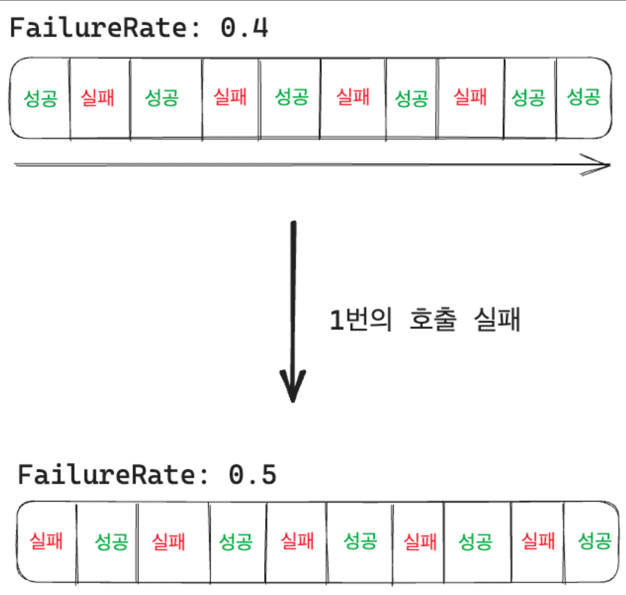 FailureRate: 0.4
성공 실패 성공 실패 성공 실패 성공 실패 성공 성공
1번의 호출 실패
FailureRate: 0.5
실패 성공 실패 성공 실패 성공 실패 성공 실패 성공